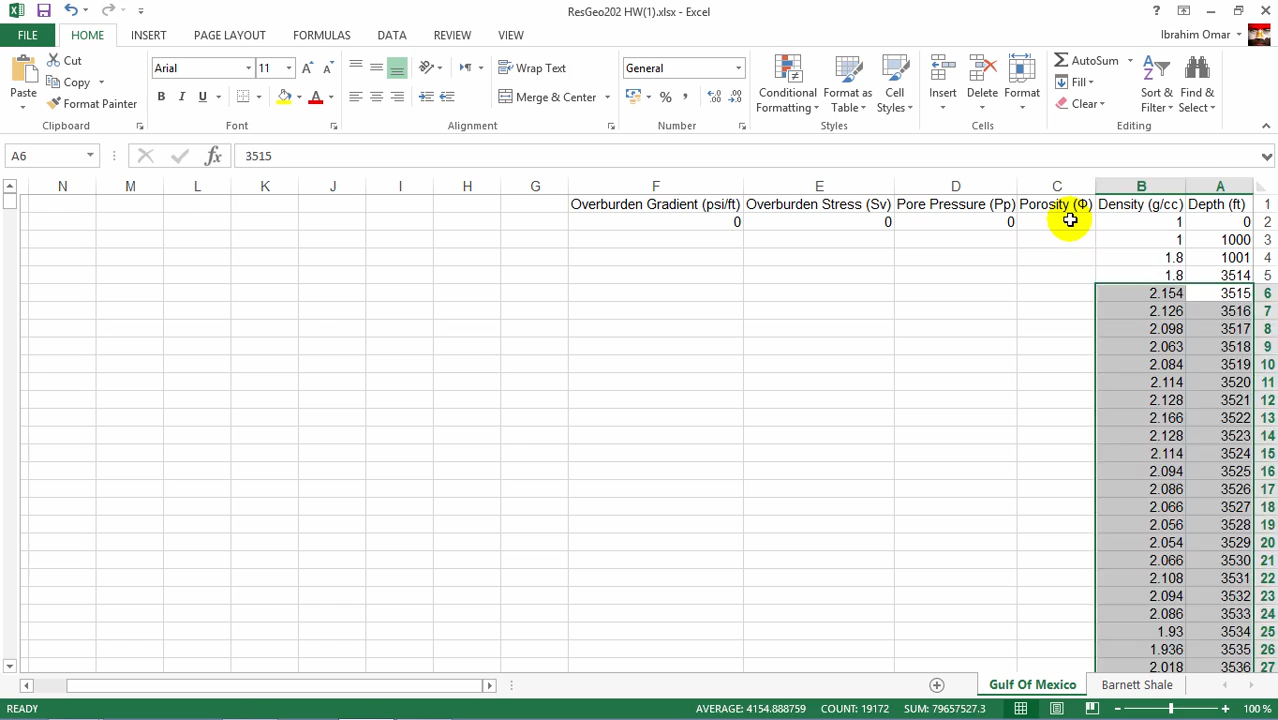 ResGeo202 HW(1).xlsx - Excel
FILE HOME INSERT PAGE LAYOUT FORMULAS DATA REVIEW VIEW Ibrahim Omar
Cut
Copy
Format Painter
Paste
Clipboard
Arial 11
B I U
Font
Wrap Text
Merge & Center
Alignment
General
Number
Conditional Formatting
Format as Table
Cell Styles
Styles
Insert Delete Format
Cells
AutoSum
Fill
Clear
Sort & Filter
Find & Select
Editing
A6 fx 3515
N M L K J I H G F E D C B A
Overburden Gradient (psi/ft) Overburden Stress (Sv) Pore Pressure (Pp) Porosity (Φ) Density (g/cc) Depth (ft) 1
0 0 0 1 0 2
1 1000 3
1.8 1001 4
1.8 3514 5
2.154 3515 6
2.126 3516 7
2.098 3517 8
2.063 3518 9
2.084 3519 10
2.114 3520 11
2.128 3521 12
2.166 3522 13
2.128 3523 14
2.114 3524 15
2.094 3525 16
2.086 3526 17
2.066 3527 18
2.056 3528 19
2.054 3529 20
2.066 3530 21
2.108 3531 22
2.094 3532 23
2.086 3533 24
1.93 3534 25
1.936 3535 26
2.018 3536 27
Gulf Of Mexico Barnett Shale
READY AVERAGE: 4154.888759 COUNT: 19172 SUM: 79657527.3 100 %